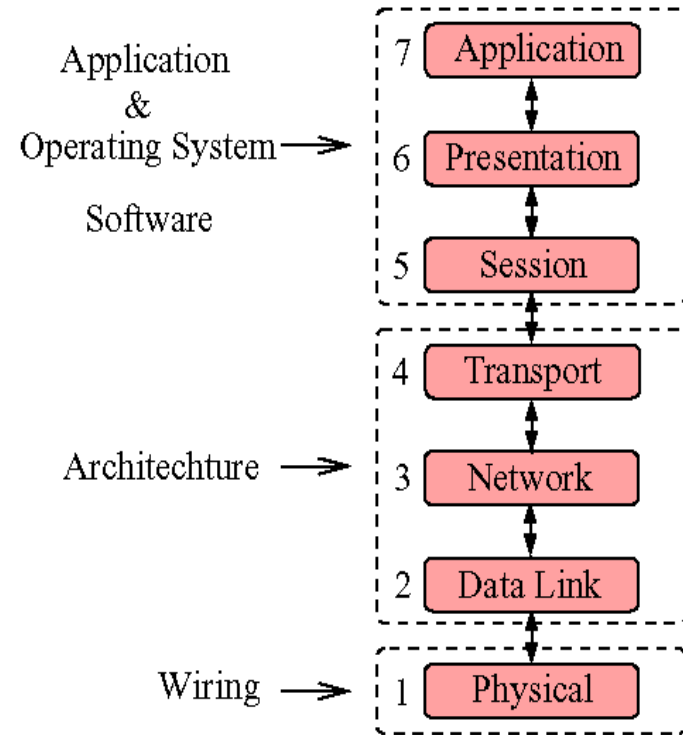 Application
&
Operating System
Software
7 Application
6 Presentation
5 Session
Architechture
4 Transport
3 Network
2 Data Link
Wiring
1 Physical